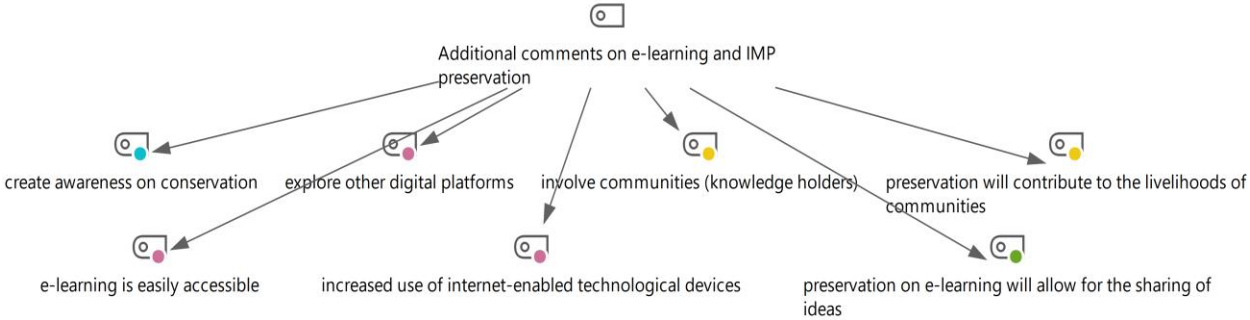 Additional comments on e-learning and IMP
preservation
create awareness on conservation
explore other digital platforms
involve communities (knowledge holders)
preservation will contribute to the livelihoods of
communities
e-learning is easily accessible
increased use of internet-enabled technological devices
preservation on e-learning will allow for the sharing of
ideas